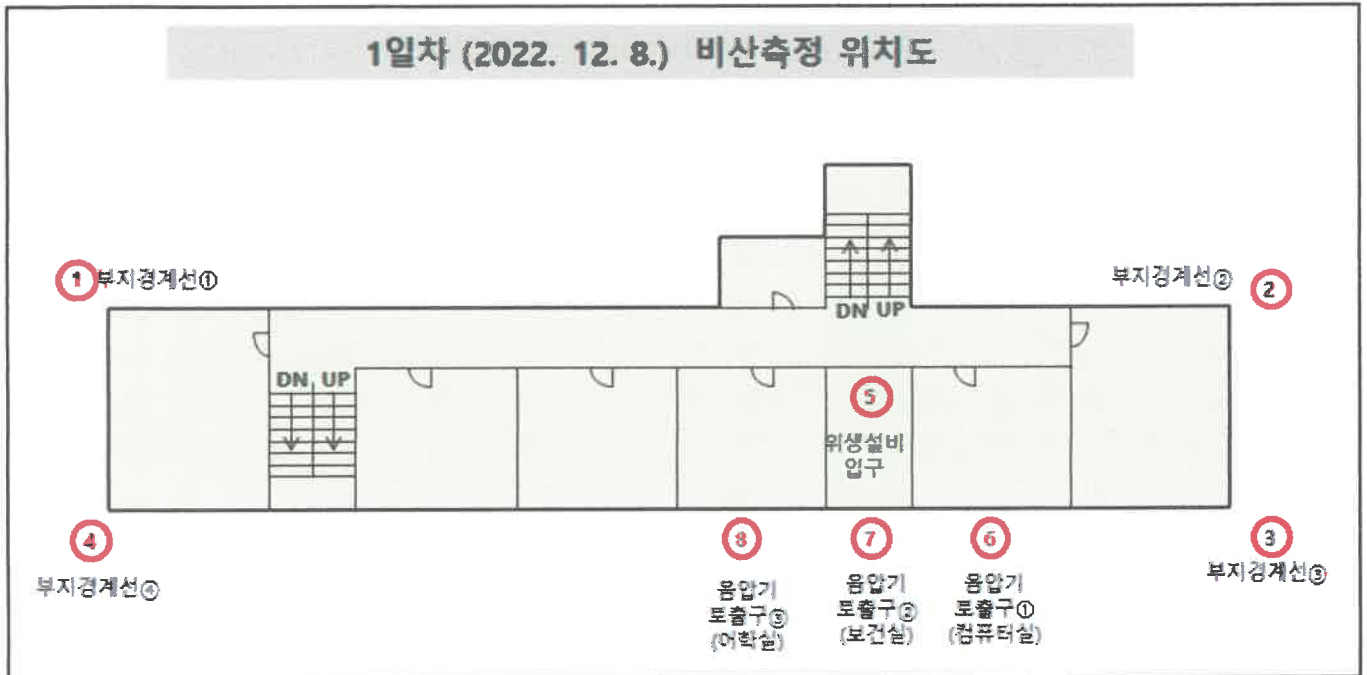 1일차 (2022. 12. 8.) 비산측정 위치도
1 부지경계선①
부지경계선② 2
DN UP
DN UP
5
위생설비
입구
4
부지경계선④
8
음압기
토출구③
(어학실)
7
음압기
토출구②
(보건실)
6
음압기
토출구①
(컴퓨터실)
3
부지경계선③